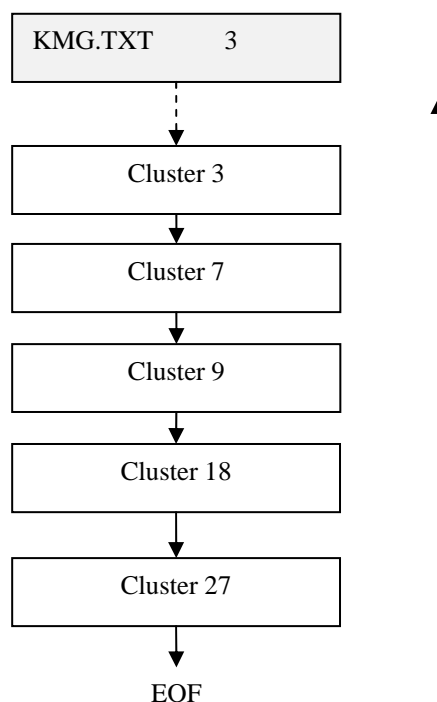 KMG.TXT 3
Cluster 3
Cluster 7
Cluster 9
Cluster 18
Cluster 27
EOF